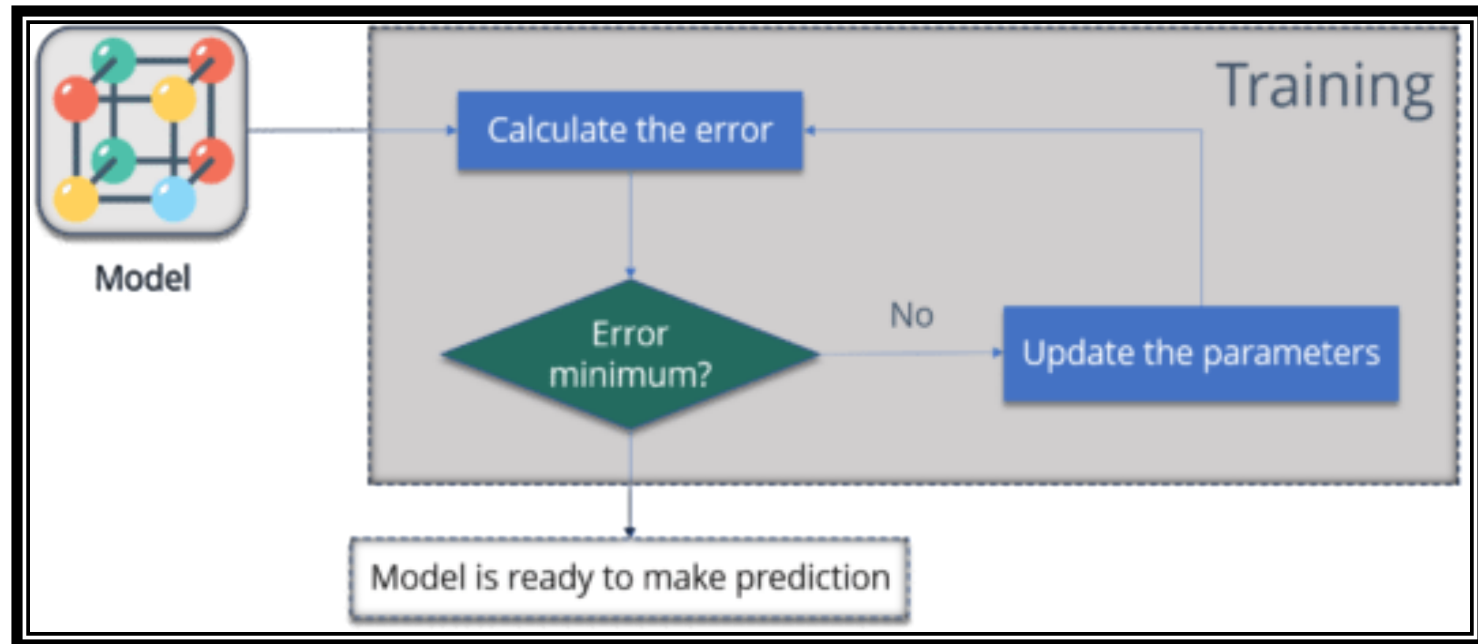 Training
Calculate the error
Model
Error
minimum?
No
Update the parameters
Model is ready to make prediction